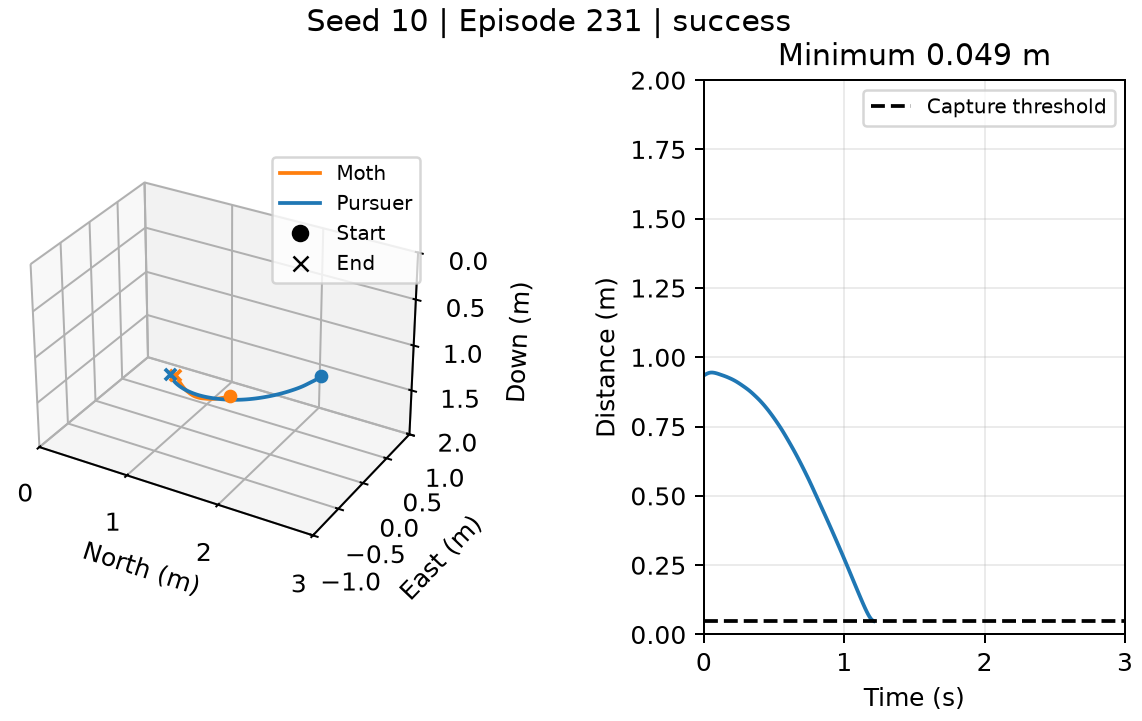 Seed 10 | Episode 231 | success
Moth
Pursuer
Start
End
0.0
0.5
1.0
1.5
2.0
Down (m)
1.0
0.5
0.0
−0.5
−1.0
East (m)
0
1
2
3
North (m)
Minimum 0.049 m
Capture threshold
2.00
1.75
1.50
1.25
1.00
0.75
0.50
0.25
0.00
Distance (m)
0
1
2
3
Time (s)